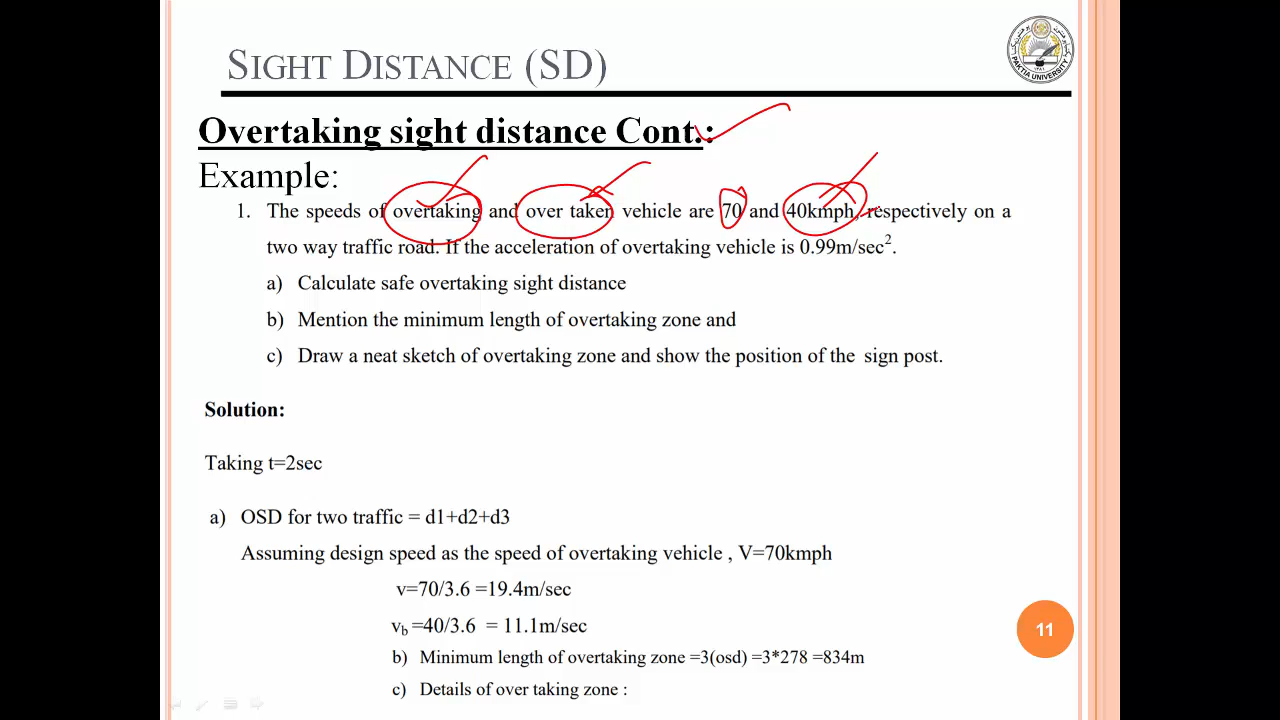 SIGHT DISTANCE (SD)
PAKTIA UNIVERSITY
Overtaking sight distance Cont.:
Example:
1. The speeds of overtaking and over taken vehicle are 70 and 40kmph, respectively on a
two way traffic road. If the acceleration of overtaking vehicle is 0.99m/sec².
a) Calculate safe overtaking sight distance
b) Mention the minimum length of overtaking zone and
c) Draw a neat sketch of overtaking zone and show the position of the sign post.
Solution:
Taking t=2sec
a) OSD for two traffic = d1+d2+d3
Assuming design speed as the speed of overtaking vehicle , V=70kmph
v=70/3.6 =19.4m/sec
vb =40/3.6 = 11.1m/sec
11
b) Minimum length of overtaking zone =3(osd) =3*278 =834m
c) Details of over taking zone :